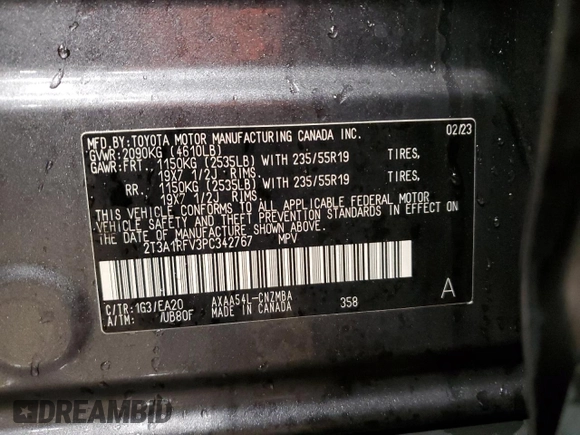 MFD.BY:TOYOTA MOTOR MANUFACTURING CANADA INC. 02/23
GVWR:2090KG (4610LB)
GAWR:FRT 1150KG (2535LB) WITH 235/55R19 TIRES,
19X7 1/2J RIMS,
RR. 1150KG (2535LB) WITH 235/55R19 TIRES,
19X7 1/2J RIMS.
THIS VEHICLE CONFORMS TO ALL APPLICABLE FEDERAL MOTOR
VEHICLE SAFETY AND THEFT PREVENTION STANDARDS IN EFFECT ON
THE DATE OF MANUFACTURE SHOWN ABOVE.
2T3A1RFV3PC342767 MPV
C/TR:1G3/EA20 AXAA54L-CNZMBA 358 A
A/TM: /UB80F MADE IN CANADA
DREAMBID